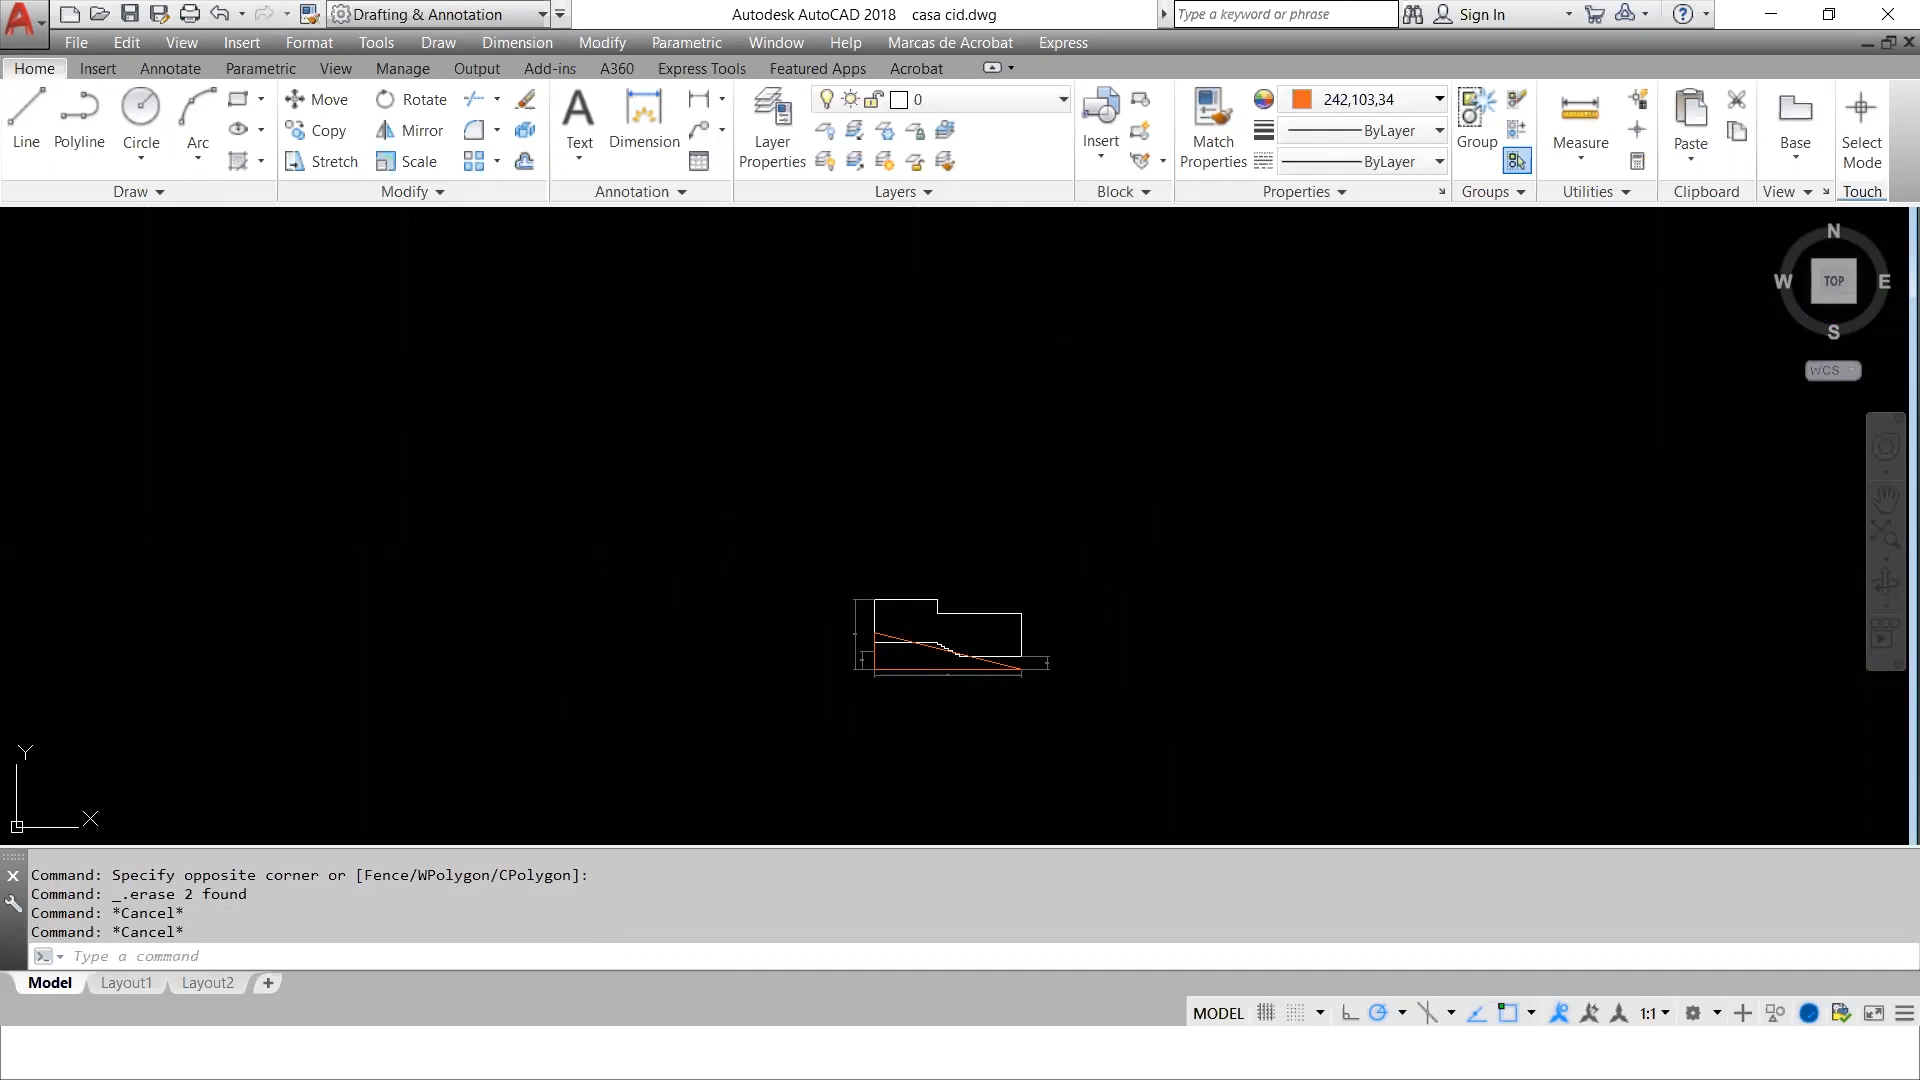 Drafting & Annotation
Autodesk AutoCAD 2018 casa cid.dwg
Type a keyword or phrase
Sign In
File Edit View Insert Format Tools Draw Dimension Modify Parametric Window Help Marcas de Acrobat Express
Home Insert Annotate Parametric View Manage Output Add-ins A360 Express Tools Featured Apps Acrobat
Line Polyline Circle Arc
Draw
Move Rotate
Copy Mirror
Stretch Scale
Modify
Text Dimension
Annotation
Layer
Properties
0
Layers
Insert
Block
Match
Properties
242,103,34
ByLayer
ByLayer
Properties
Group
Groups
Measure
Utilities
Paste
Clipboard
Base
View
Select
Mode
Touch
N
W TOP E
S
WCS
Y
X
Command: Specify opposite corner or [Fence/WPolygon/CPolygon]:
Command: _.erase 2 found
Command: *Cancel*
Command: *Cancel*
Type a command
Model Layout1 Layout2 +
MODEL 1:1